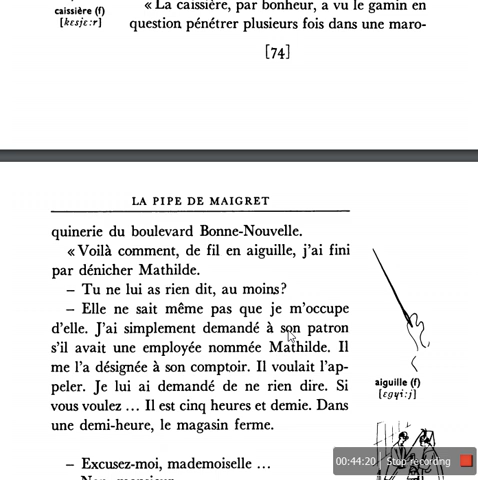 caissière (f)
[kɛsjɛ:r]
« La caissière, par bonheur, a vu le gamin en
question pénétrer plusieurs fois dans une maro-
[74]
LA PIPE DE MAIGRET
quinerie du boulevard Bonne-Nouvelle.
« Voilà comment, de fil en aiguille, j'ai fini
par dénicher Mathilde.
– Tu ne lui as rien dit, au moins?
– Elle ne sait même pas que je m'occupe
d'elle. J'ai simplement demandé à son patron
s'il avait une employée nommée Mathilde. Il
me l'a désignée à son comptoir. Il voulait l'ap-
peler. Je lui ai demandé de ne rien dire. Si
vous voulez ... Il est cinq heures et demie. Dans
une demi-heure, le magasin ferme.
aiguille (f)
[ɛgɥi:j]
– Excusez-moi, mademoiselle ...
00:44:20 Stop recording